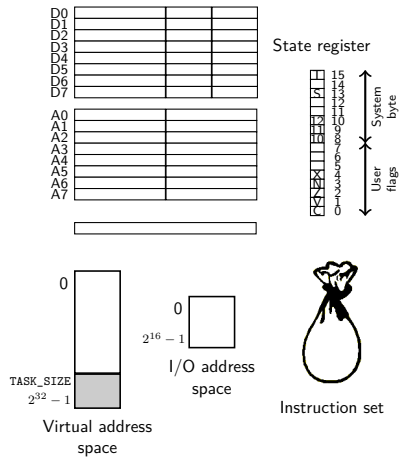 D0
D1
D2
D3
D4
D5
D6
D7
State register
T 15
14
S 13
12
11
I2 10
I1 9
I0 8
7
6
5
X 4
N 3
Z 2
V 1
C 0
System
byte
User
flags
A0
A1
A2
A3
A4
A5
A6
A7
0
TASK_SIZE
2^32 − 1
Virtual address
space
0
2^16 − 1
I/O address
space
Instruction set